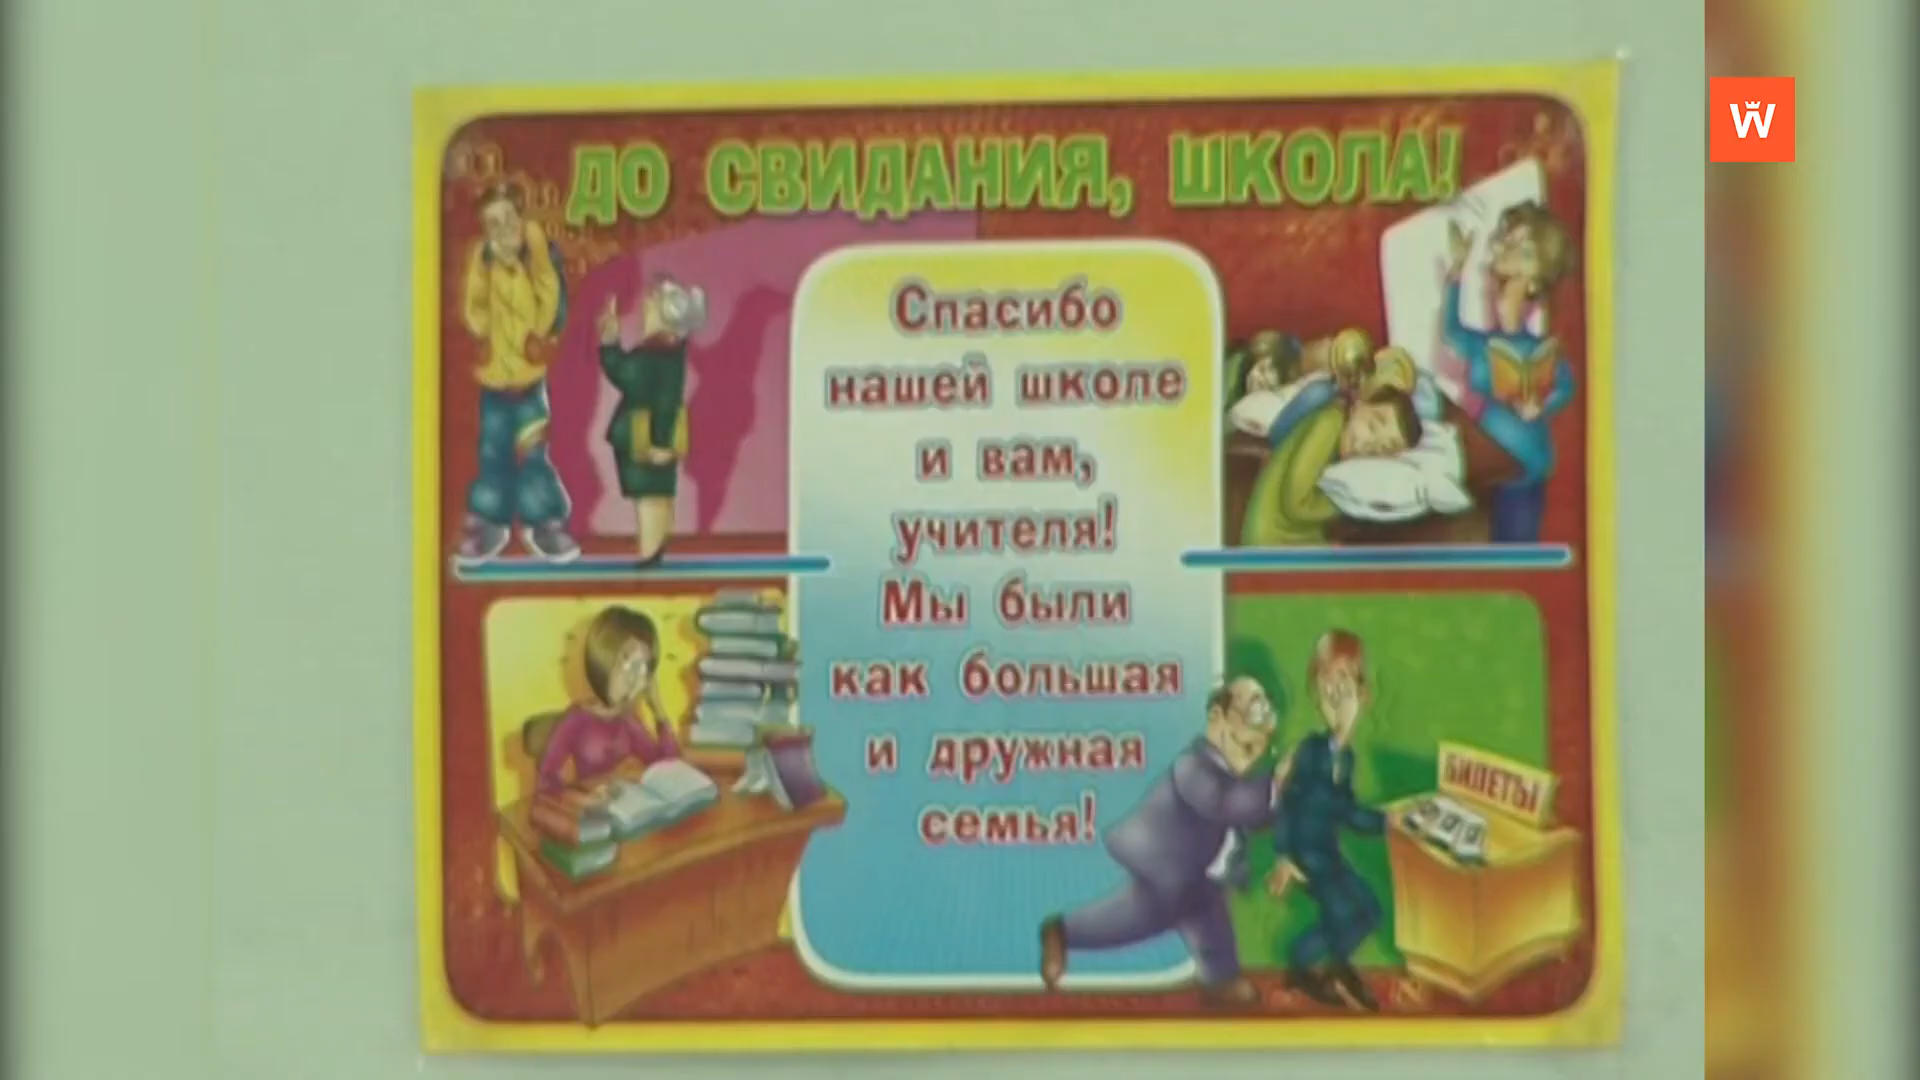 ДО СВИДАНИЯ, ШКОЛА!
Спасибо
нашей школе
и вам,
учителя!
Мы были
как большая
и дружная
семья!
БИЛЕТЫ
W